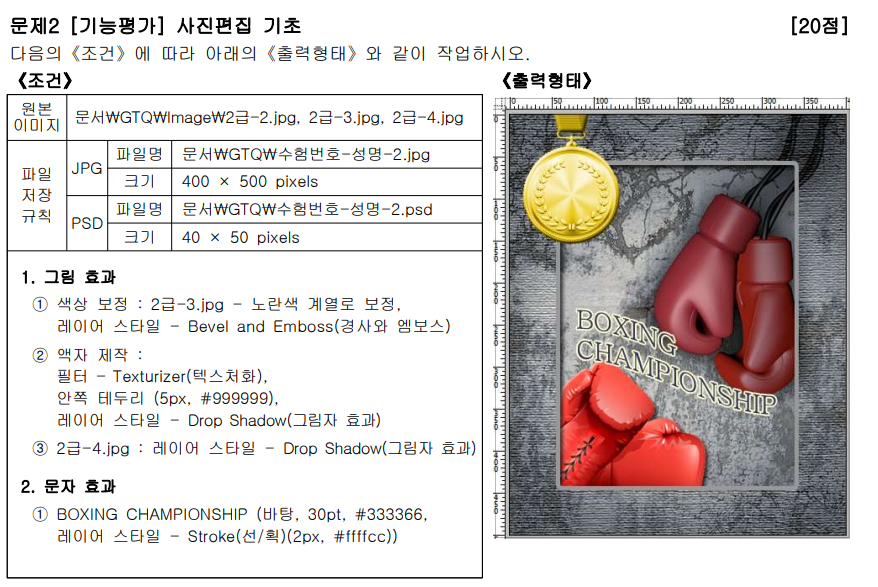 문제2 [기능평가] 사진편집 기초 [20점]
다음의《조건》에 따라 아래의《출력형태》와 같이 작업하시오.
《조건》
원본
이미지
문서₩GTQ₩Image₩2급-2.jpg, 2급-3.jpg, 2급-4.jpg
파일
저장
규칙
JPG
파일명 문서₩GTQ₩수험번호-성명-2.jpg
크기 400 × 500 pixels
PSD
파일명 문서₩GTQ₩수험번호-성명-2.psd
크기 40 × 50 pixels
1. 그림 효과
① 색상 보정 : 2급-3.jpg - 노란색 계열로 보정,
레이어 스타일 - Bevel and Emboss(경사와 엠보스)
② 액자 제작 :
필터 - Texturizer(텍스처화),
안쪽 테두리 (5px, #999999),
레이어 스타일 - Drop Shadow(그림자 효과)
③ 2급-4.jpg : 레이어 스타일 - Drop Shadow(그림자 효과)
2. 문자 효과
① BOXING CHAMPIONSHIP (바탕, 30pt, #333366,
레이어 스타일 - Stroke(선/획)(2px, #ffffcc))
《출력형태》
0 50 100 150 200 250 300 350
BOXING
CHAMPIONSHIP